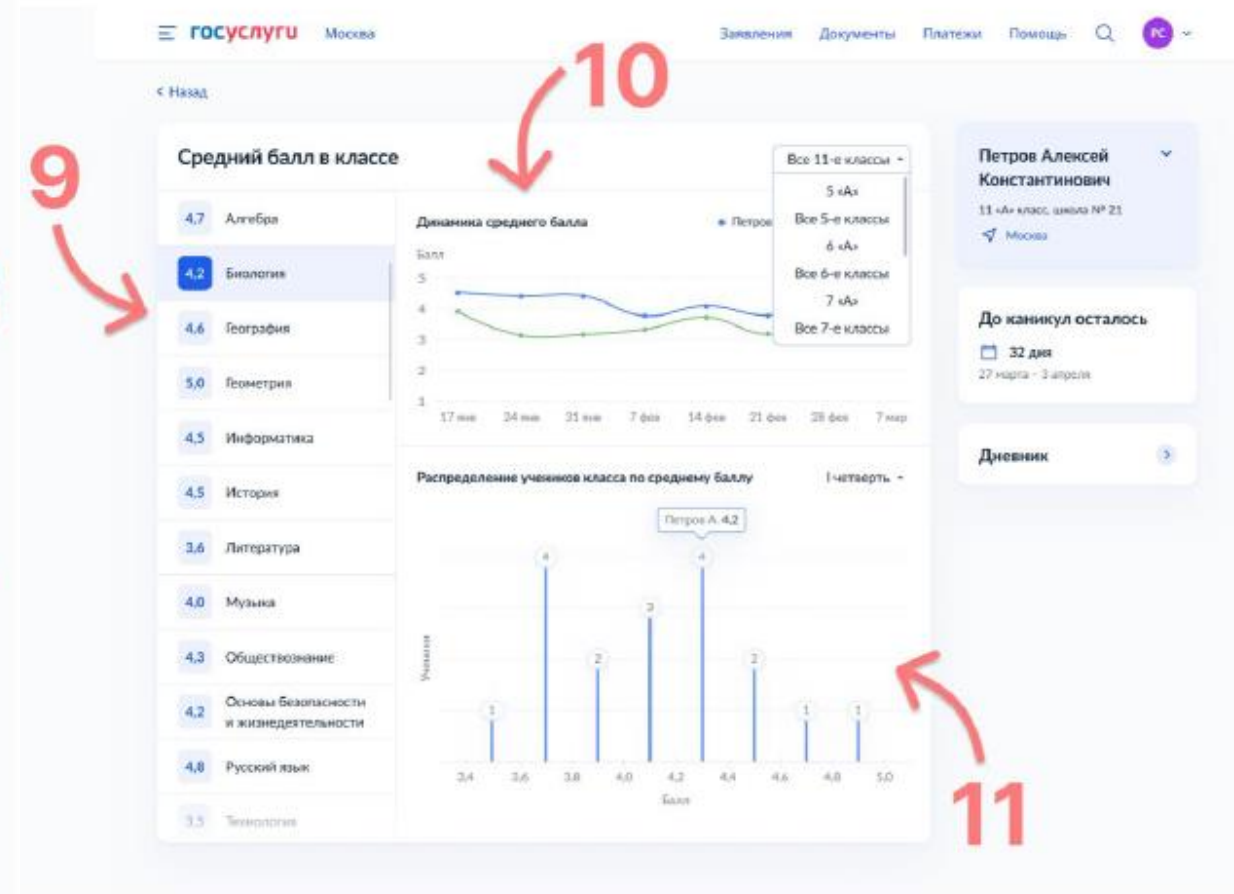 госуслуги Москва Заявления Документы Платежи Помощь РС
Назад
10
9
Средний балл в классе
Все 11-е классы
5 «А»
Все 5-е классы
6 «А»
Все 6-е классы
7 «А»
Все 7-е классы
4,7 Алгебра
4,2 Биология
4,6 География
5,0 Геометрия
4,5 Информатика
4,5 История
3,6 Литература
4,0 Музыка
4,3 Обществознание
4,2 Основы безопасности
и жизнедеятельности
4,8 Русский язык
3,5 Технология
Динамика среднего балла
Петров
Балл
5
4
3
2
1
17 янв 24 янв 31 янв 7 фев 14 фев 21 фев 28 фев 7 мар
Распределение учеников класса по среднему баллу I четверть
Петров А. 4,2
4 4
3
2 2
1 1 1
Ученики
3,4 3,6 3,8 4,0 4,2 4,4 4,6 4,8 5,0
Балл
11
Петров Алексей
Константинович
11 «А» класс, школа № 21
Москва
До каникул осталось
32 дня
27 марта - 3 апреля
Дневник